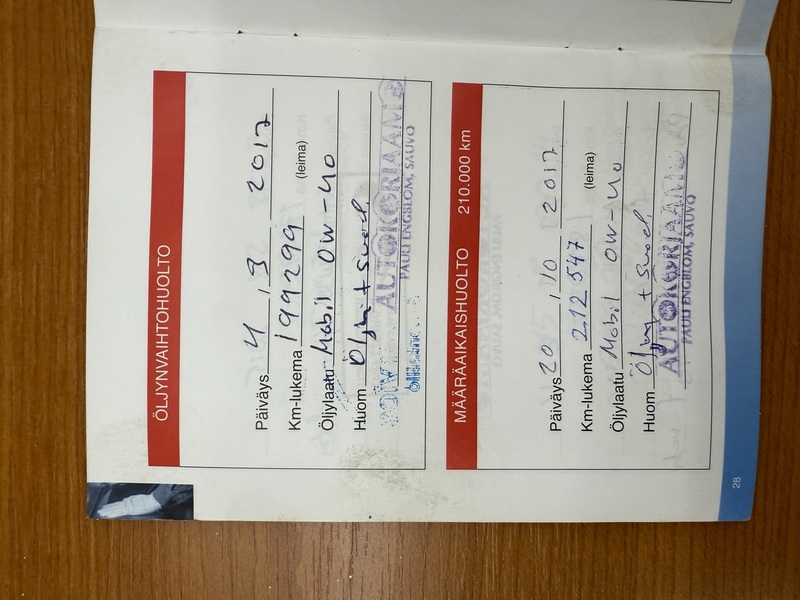 ÖLJYNVAIHTOHUOLTO
Päiväys 4 . 3 2017
Km-lukema 199299 (leima)
Öljylaatu Mobil 0W-40
Huom Öljyn + Suod.
AUTOKORJAAMO
PAULI ENGBLOM, SAUVO
MÄÄRÄAIKAISHUOLTO 210.000 km
Päiväys 20 . 10 2017
Km-lukema 212 547 (leima)
Öljylaatu Mobil 0W-40
Huom Öljyn + Suod.
AUTOKORJAAMO
PAULI ENGBLOM, SAUVO
28